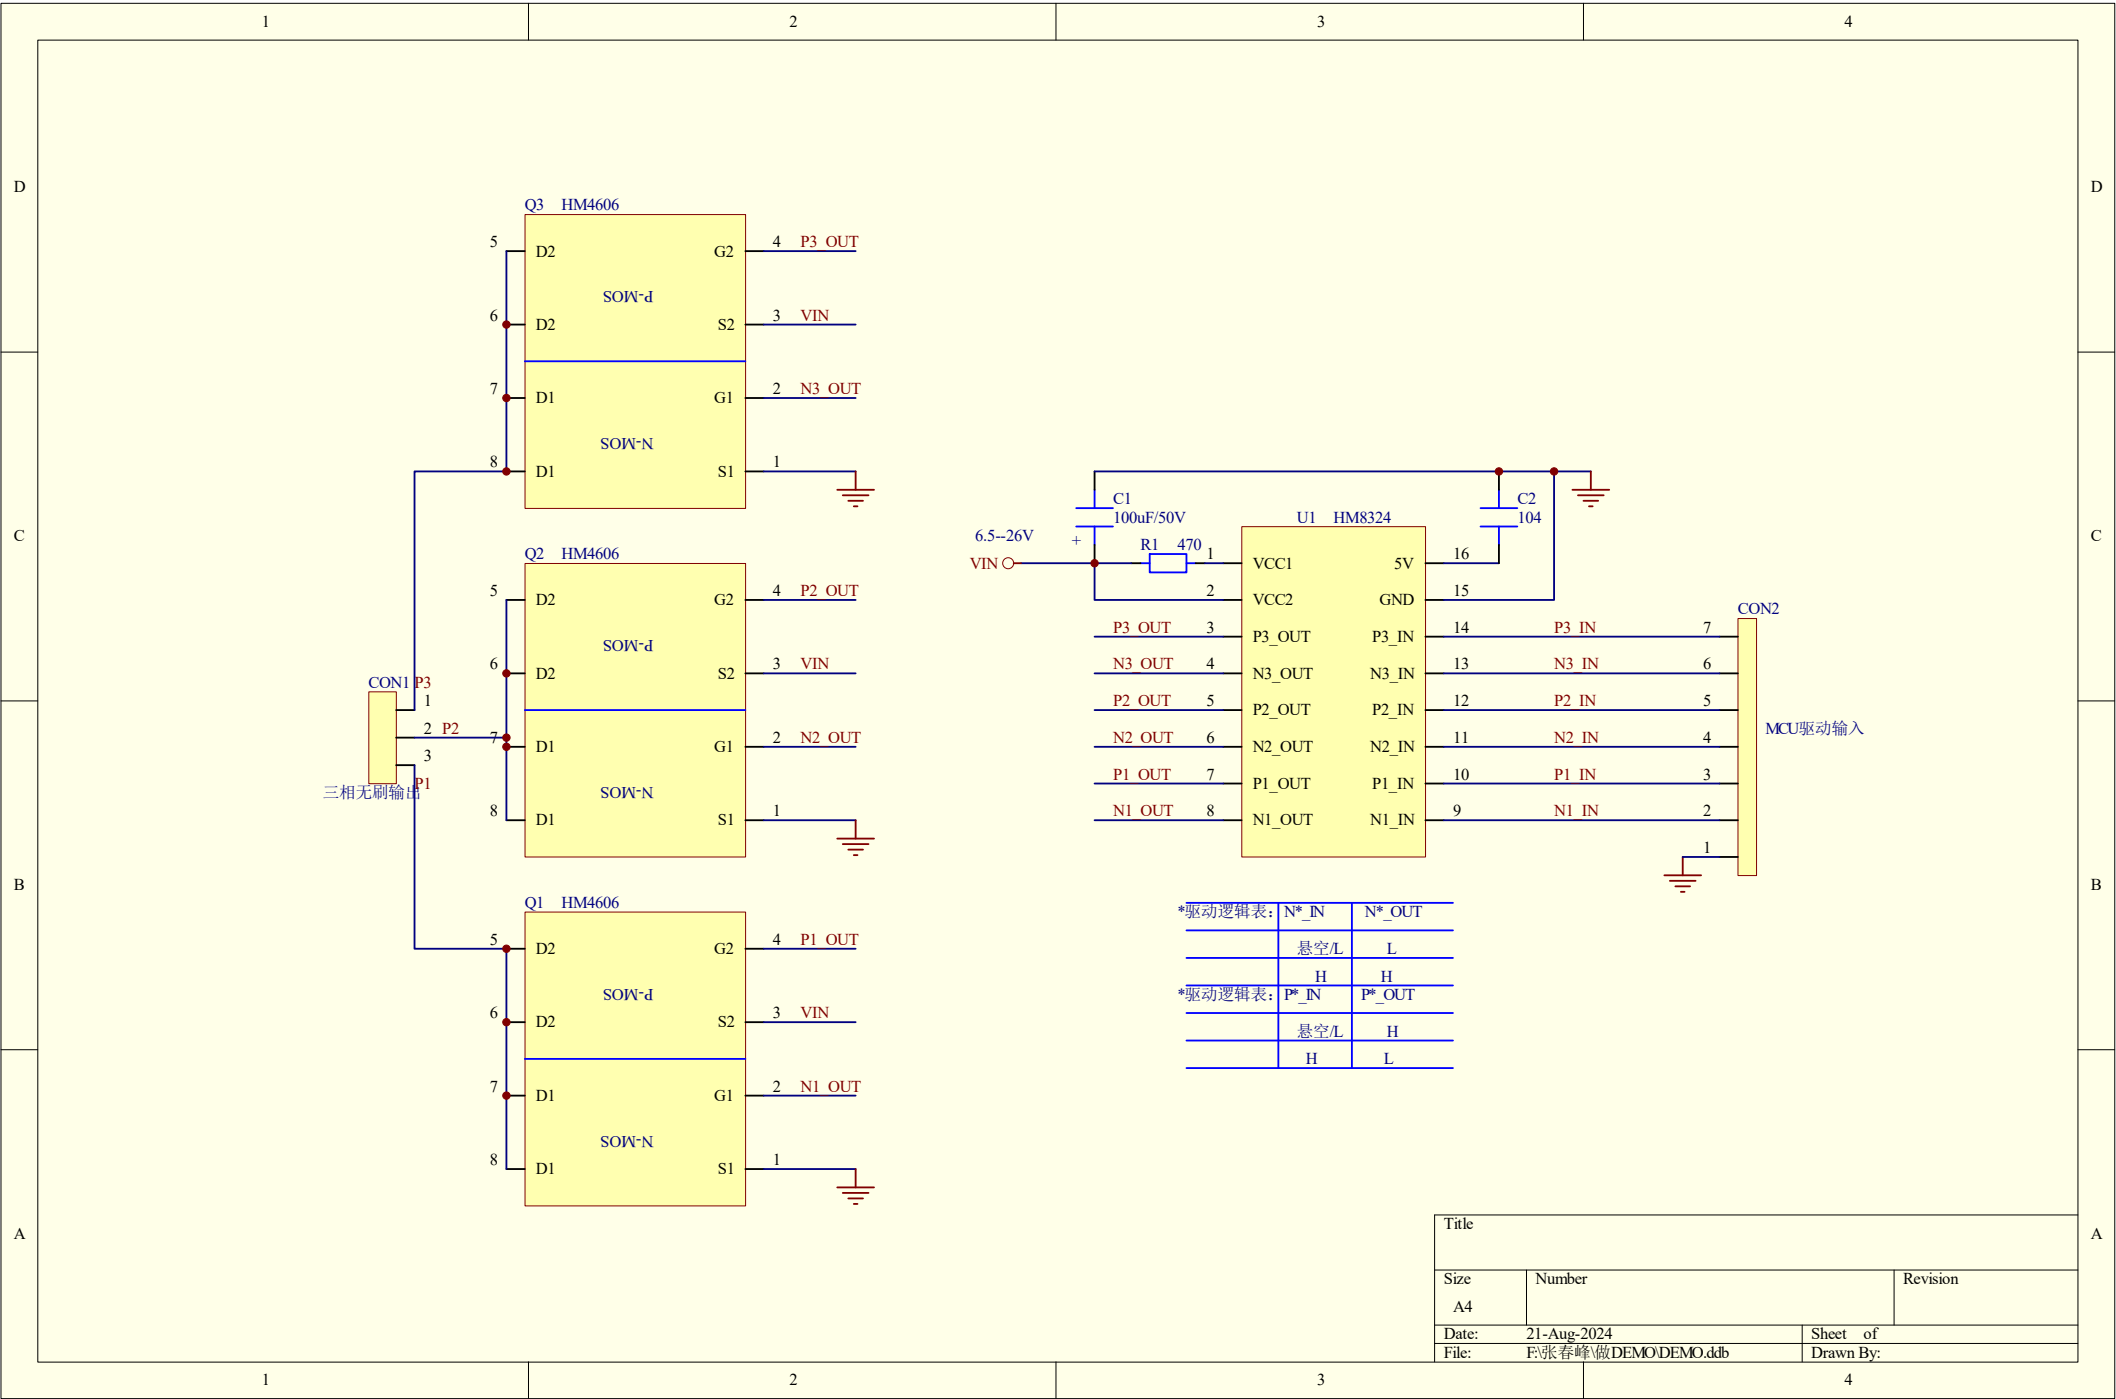 1 2 3 4
D D
C C
B B
A A
Q3 HM4606
5 D2 G2 4 P3_OUT
P-MOS
6 D2 S2 3 VIN
7 D1 G1 2 N3_OUT
N-MOS
8 D1 S1 1
Q2 HM4606
5 D2 G2 4 P2_OUT
P-MOS
6 D2 S2 3 VIN
7 D1 G1 2 N2_OUT
N-MOS
8 D1 S1 1
CON1 P3
1
2 P2
3
P1
三相无刷输出
Q1 HM4606
5 D2 G2 4 P1_OUT
P-MOS
6 D2 S2 3 VIN
7 D1 G1 2 N1_OUT
N-MOS
8 D1 S1 1
C1
100uF/50V
+
6.5--26V
VIN
R1 470
C2
104
U1 HM8324
1 VCC1 5V 16
2 VCC2 GND 15
P3_OUT 3 P3_OUT P3_IN 14 P3_IN 7
N3_OUT 4 N3_OUT N3_IN 13 N3_IN 6
P2_OUT 5 P2_OUT P2_IN 12 P2_IN 5
N2_OUT 6 N2_OUT N2_IN 11 N2_IN 4
P1_OUT 7 P1_OUT P1_IN 10 P1_IN 3
N1_OUT 8 N1_OUT N1_IN 9 N1_IN 2
1
CON2
MCU驱动输入
*驱动逻辑表: N*_IN N*_OUT
悬空/L L
H H
*驱动逻辑表: P*_IN P*_OUT
悬空/L H
H L
Title
Size Number Revision
A4
Date: 21-Aug-2024 Sheet of
File: F:\张春峰\做DEMO\DEMO.ddb Drawn By:
1 2 3 4